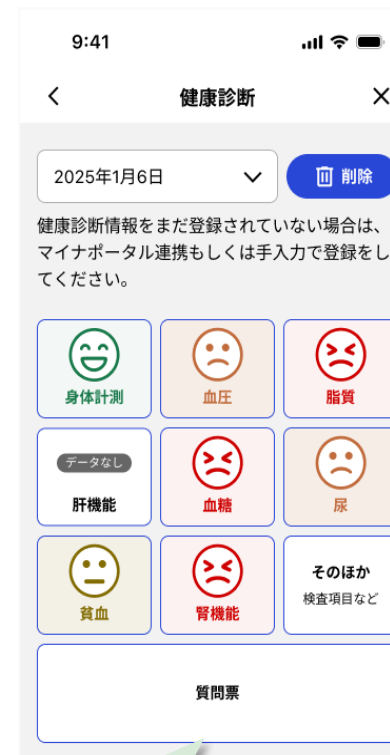 9:41
健康診断
2025年1月6日
削除
健康診断情報をまだ登録されていない場合は、
マイナポータル連携もしくは手入力で登録をし
てください。
身体計測
血圧
脂質
データなし
肝機能
血糖
尿
貧血
腎機能
そのほか
検査項目など
質問票